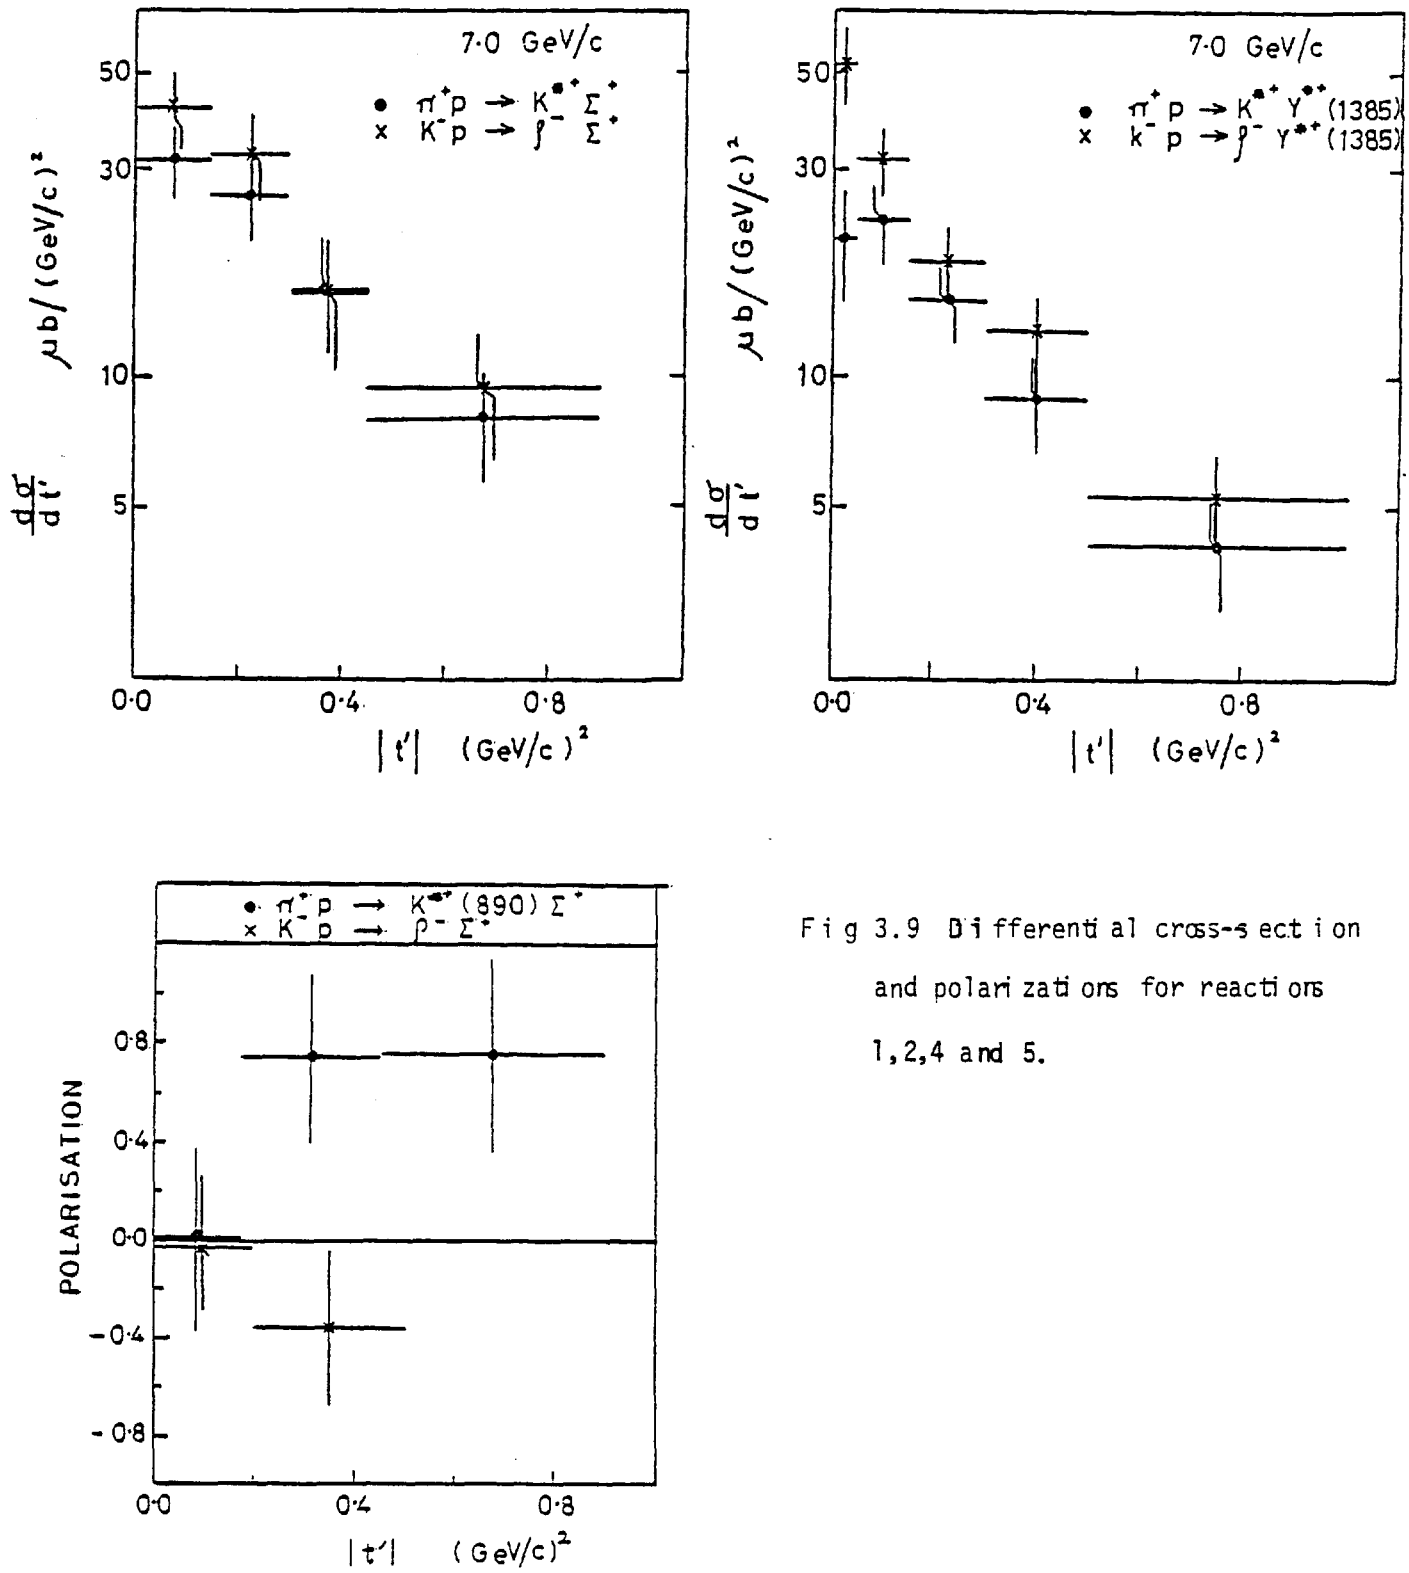 7·0 GeV/c
● π⁺p → K*⁺ Σ⁺
x K⁻p → ρ⁻ Σ⁺
50
30
10
5
dσ/dt' μb/(GeV/c)²
0·0 0·4 0·8
|t'| (GeV/c)²
7·0 GeV/c
● π⁺p → K*⁺ Y*⁺(1385)
x k⁻p → ρ⁻ Y*⁺(1385)
50
30
10
5
dσ/dt' μb/(GeV/c)²
0·0 0·4 0·8
|t'| (GeV/c)²
● π⁺p → K*⁺(890) Σ⁺
x K⁻p → ρ⁻ Σ⁺
0·8
0·4
0·0
-0·4
-0·8
POLARISATION
0·0 0·4 0·8
|t'| (GeV/c)²
Fig 3.9 Differential cross-section
and polarizations for reactions
1,2,4 and 5.